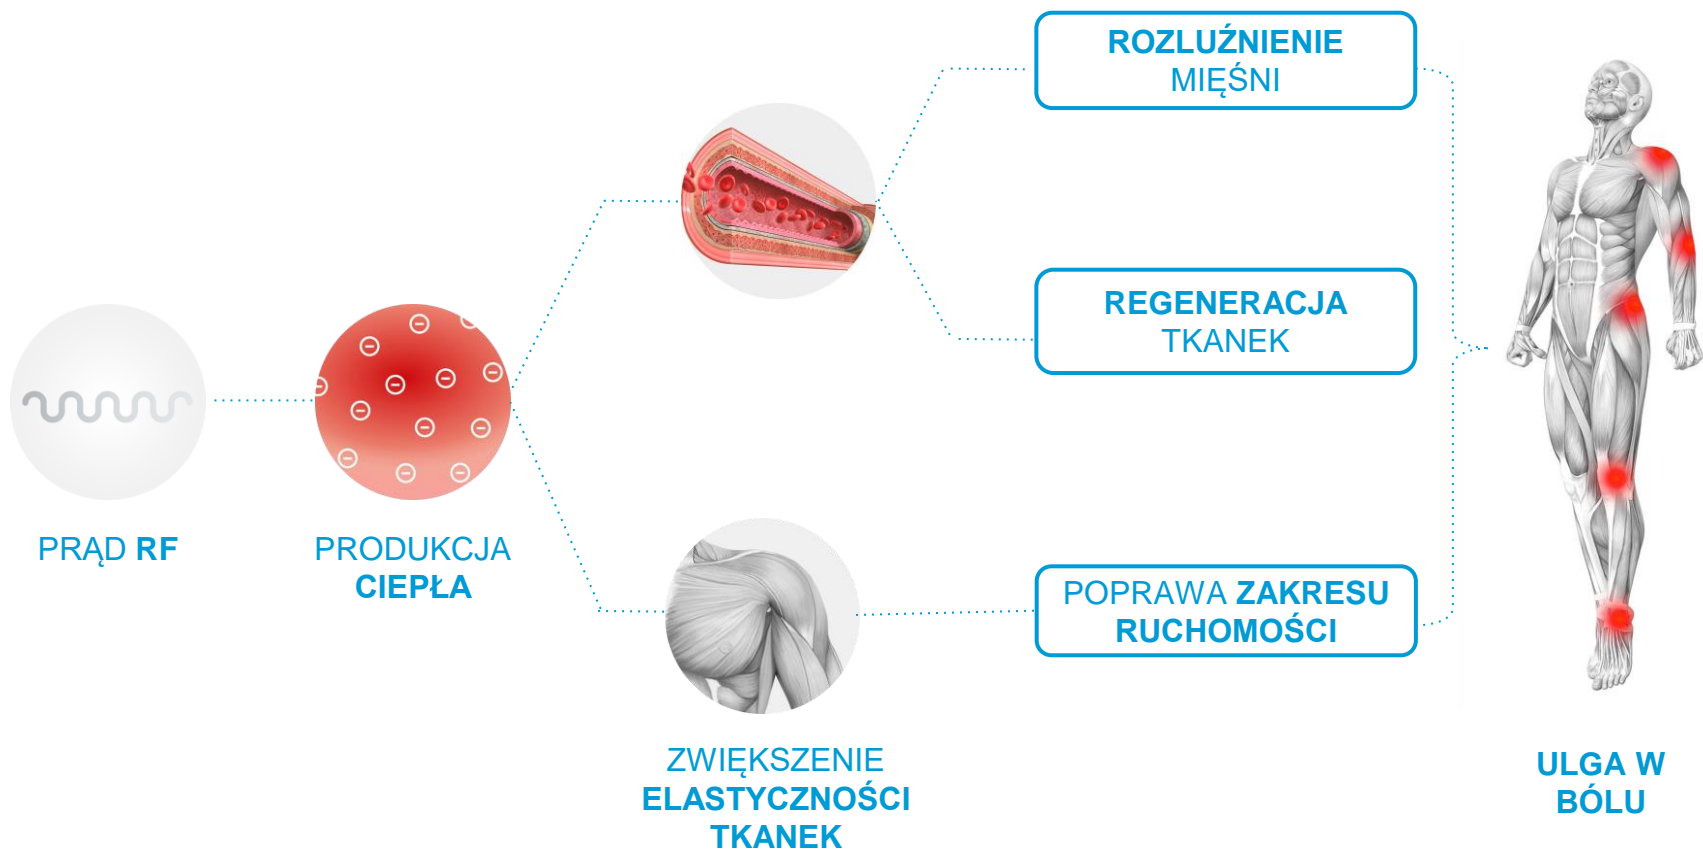 PRĄD RF
PRODUKCJA
CIEPŁA
ZWIĘKSZENIE
ELASTYCZNOŚCI
TKANEK
ROZLUŹNIENIE
MIĘŚNI
REGENERACJA
TKANEK
POPRAWA ZAKRESU
RUCHOMOŚCI
ULGA W
BÓLU